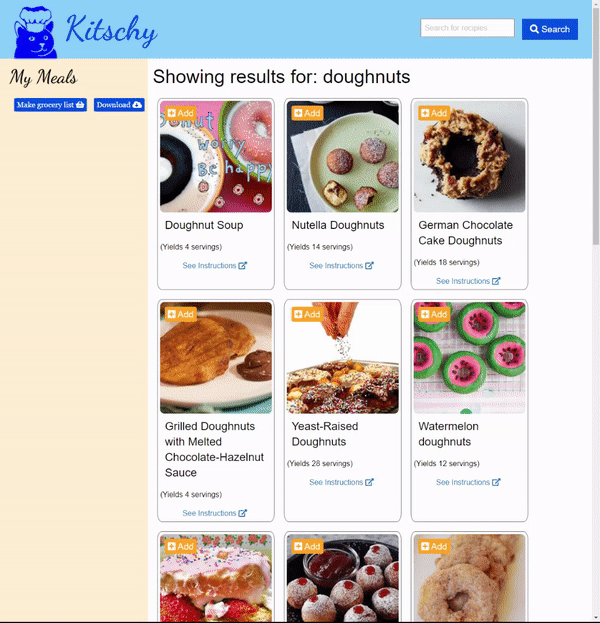 Kitschy
Search for recipies
Search
My Meals
Make grocery list
Download
Showing results for: doughnuts
Add
Add
Add
Donut
worry
Be happy
Doughnut Soup
(Yields 4 servings)
See Instructions
Nutella Doughnuts
(Yields 14 servings)
See Instructions
German Chocolate
Cake Doughnuts
(Yields 18 servings)
See Instructions
Add
Add
Add
Grilled Doughnuts
with Melted
Chocolate-Hazelnut
Sauce
(Yields 4 servings)
See Instructions
Yeast-Raised
Doughnuts
(Yields 28 servings)
See Instructions
Watermelon
doughnuts
(Yields 12 servings)
See Instructions
Add
Add
Add